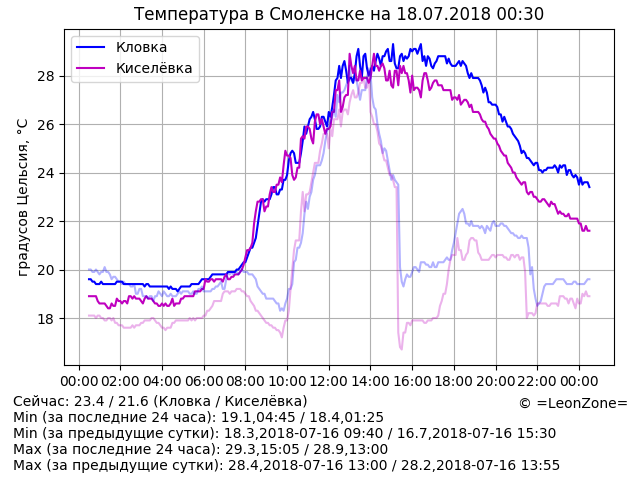 Температура в Смоленске на 18.07.2018 00:30
Кловка
Киселёвка
градусов Цельсия, °C
28
26
24
22
20
18
00:00 02:00 04:00 06:00 08:00 10:00 12:00 14:00 16:00 18:00 20:00 22:00 00:00
Сейчас: 23.4 / 21.6 (Кловка / Киселёвка)
© =LeonZone=
Min (за последние 24 часа): 19.1,04:45 / 18.4,01:25
Min (за предыдущие сутки): 18.3,2018-07-16 09:40 / 16.7,2018-07-16 15:30
Max (за последние 24 часа): 29.3,15:05 / 28.9,13:00
Max (за предыдущие сутки): 28.4,2018-07-16 13:00 / 28.2,2018-07-16 13:55